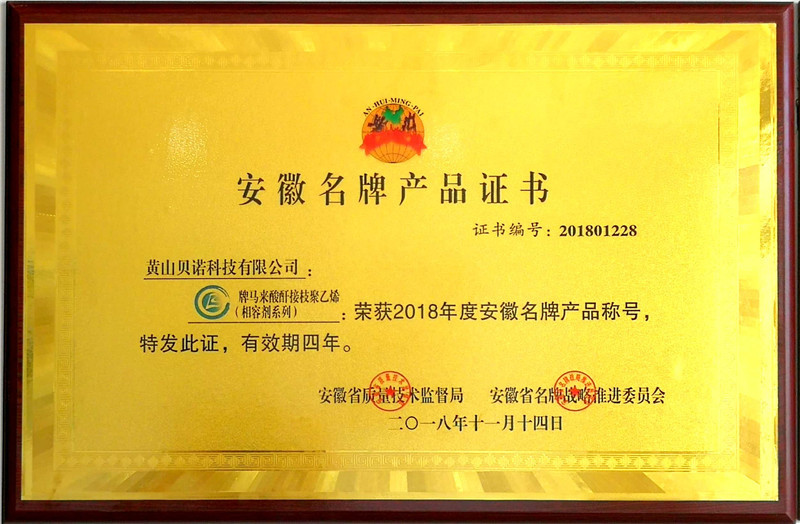 AN·HUI·MING·PAI
安徽名牌产品证书
证书编号：201801228
黄山贝诺科技有限公司：
牌马来酸酐接枝聚乙烯
（相容剂系列）：荣获2018年度安徽名牌产品称号，
特发此证，有效期四年。
安徽省质量技术监督局 安徽省名牌战略推进委员会
二〇一八年十一月十四日